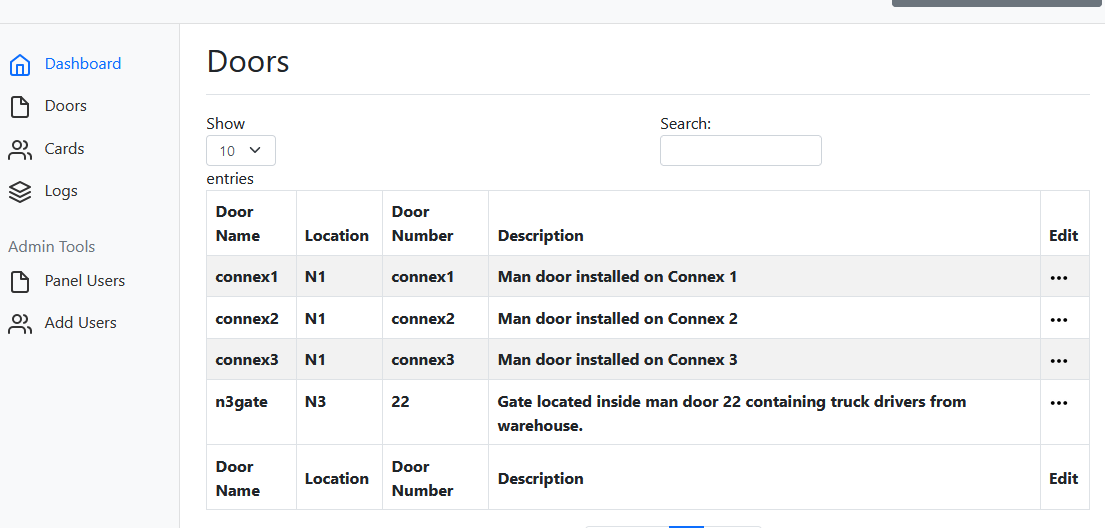 Dashboard
Doors
Cards
Logs
Admin Tools
Panel Users
Add Users
Doors
Show
10
entries
Search:
Door Name Location Door Number Description Edit
connex1 N1 connex1 Man door installed on Connex 1 ...
connex2 N1 connex2 Man door installed on Connex 2 ...
connex3 N1 connex3 Man door installed on Connex 3 ...
n3gate N3 22 Gate located inside man door 22 containing truck drivers from
warehouse. ...
Door Name Location Door Number Description Edit